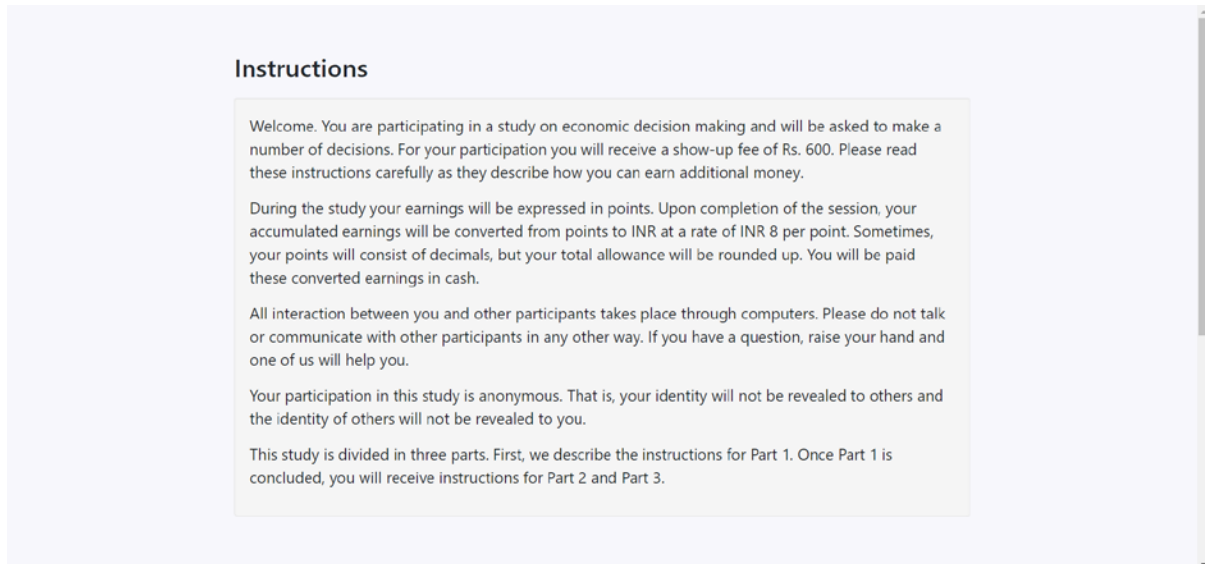 Instructions
Welcome. You are participating in a study on economic decision making and will be asked to make a
number of decisions. For your participation you will receive a show-up fee of Rs. 600. Please read
these instructions carefully as they describe how you can earn additional money.
During the study your earnings will be expressed in points. Upon completion of the session, your
accumulated earnings will be converted from points to INR at a rate of INR 8 per point. Sometimes,
your points will consist of decimals, but your total allowance will be rounded up. You will be paid
these converted earnings in cash.
All interaction between you and other participants takes place through computers. Please do not talk
or communicate with other participants in any other way. If you have a question, raise your hand and
one of us will help you.
Your participation in this study is anonymous. That is, your identity will not be revealed to others and
the identity of others will not be revealed to you.
This study is divided in three parts. First, we describe the instructions for Part 1. Once Part 1 is
concluded, you will receive instructions for Part 2 and Part 3.